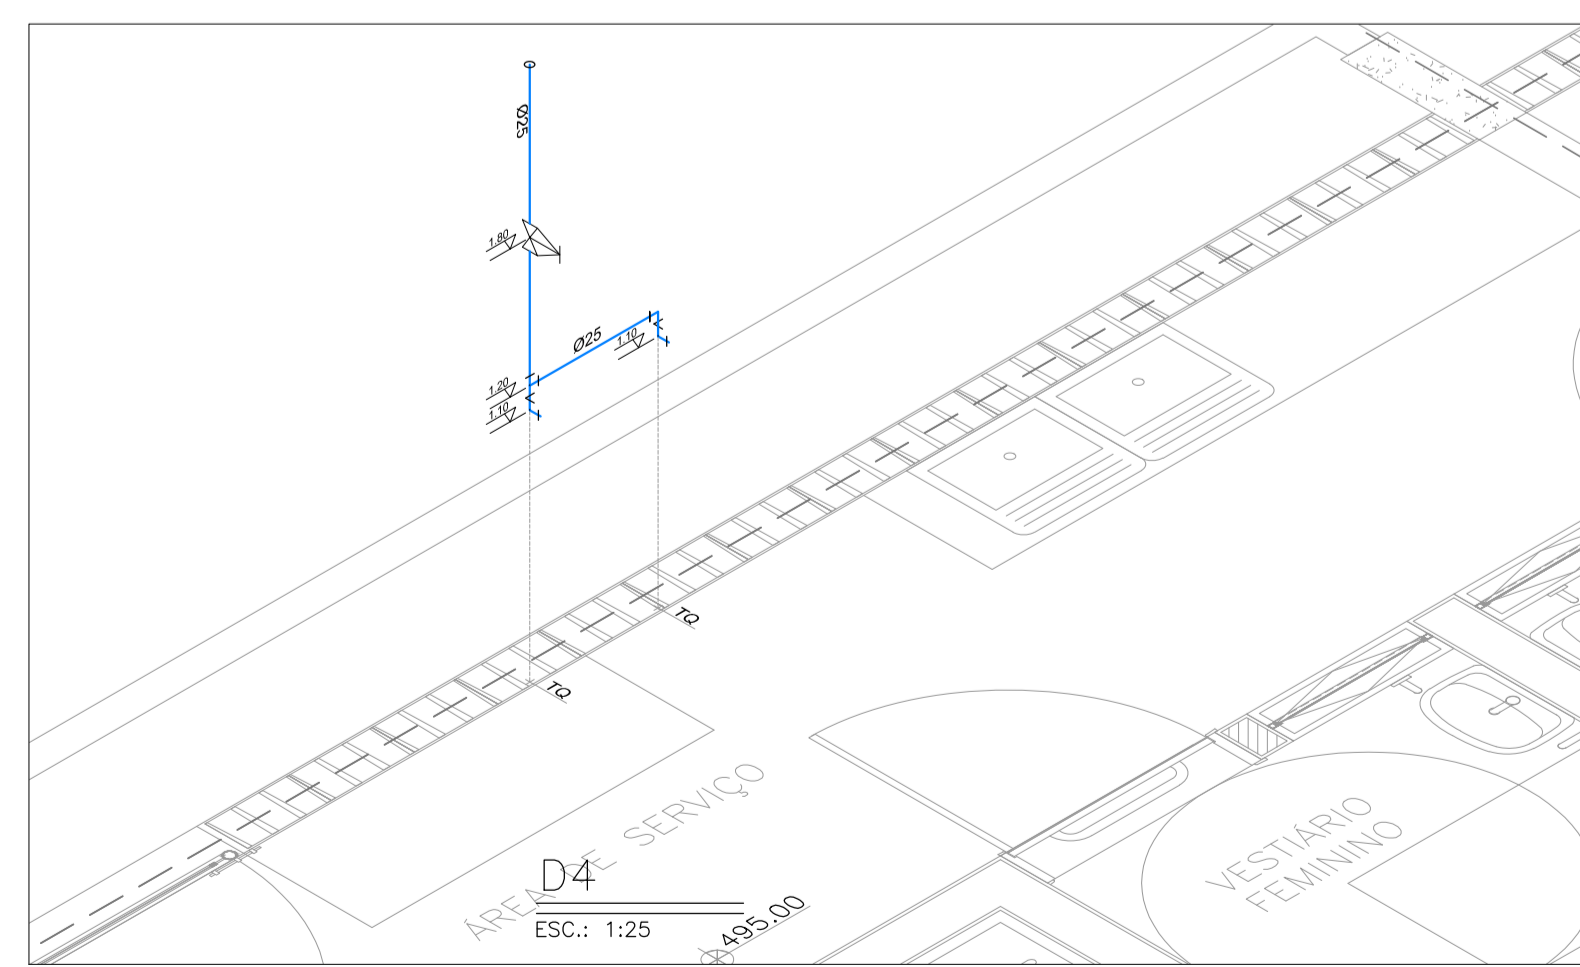 Ø25
1.80
Ø25
1.10
1.20
1.10
TQ
TQ
ÁREA DE SERVIÇO
VESTIÁRIO
FEMININO
D4
ESC.: 1:25
495.00